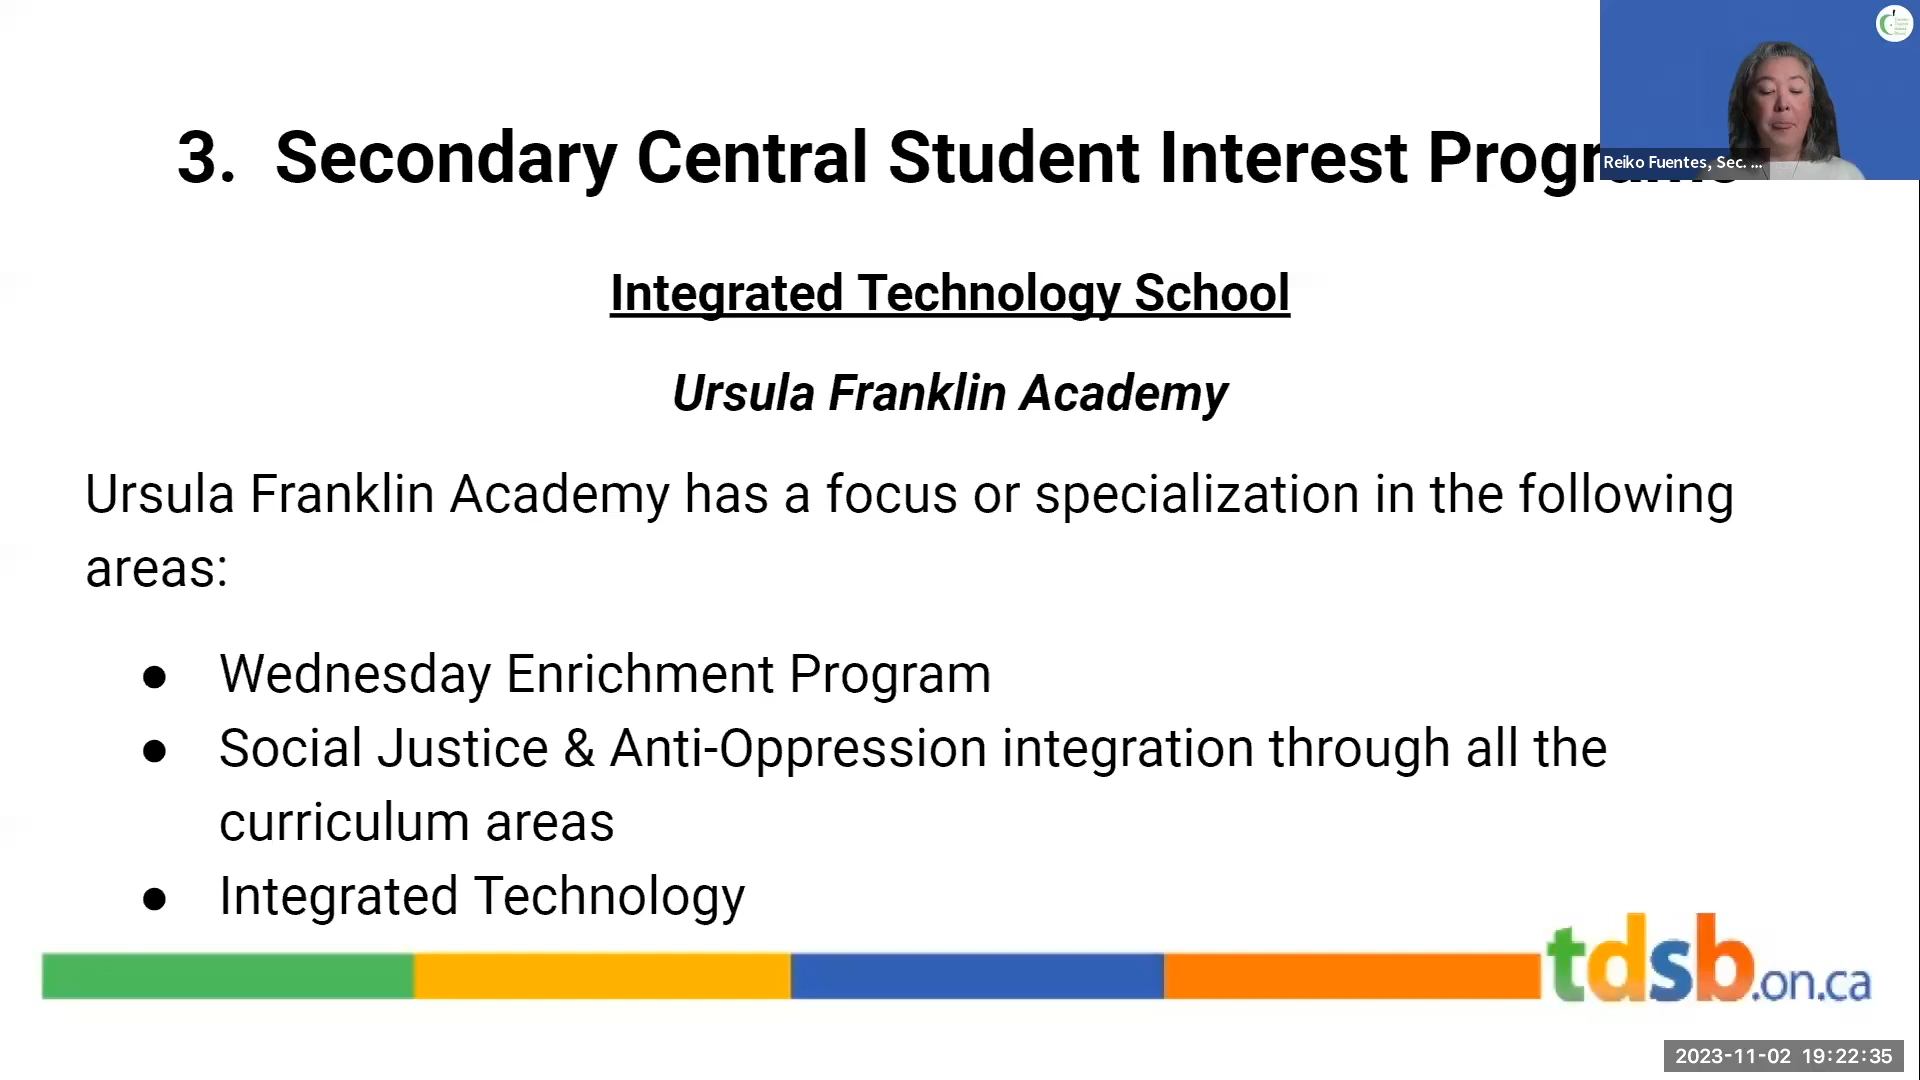 3. Secondary Central Student Interest
Reiko Fuentes, Sec. ...
Integrated Technology School
Ursula Franklin Academy
Ursula Franklin Academy has a focus or specialization in the following
areas:
● Wednesday Enrichment Program
● Social Justice & Anti-Oppression integration through all the
curriculum areas
● Integrated Technology
tdsb.on.ca
2023-11-02 19:22:35